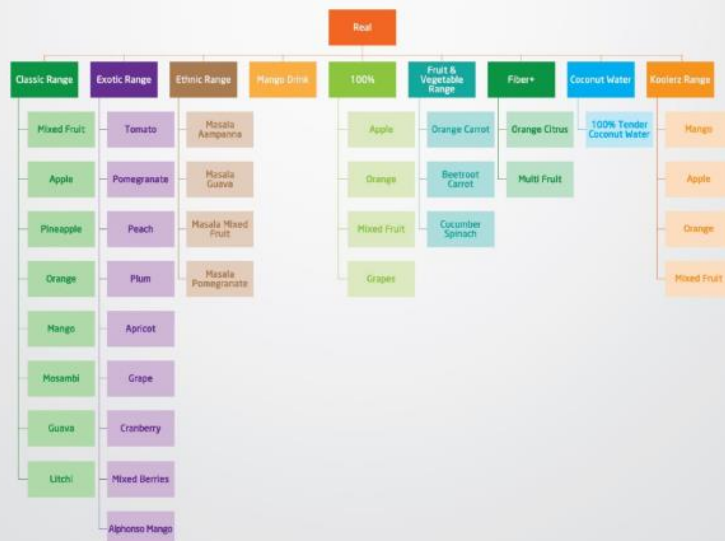 Real
Classic Range
Exotic Range
Ethnic Range
Mango Drink
100%
Fruit &
Vegetable
Range
Fiber+
Coconut Water
Koolerz Range
Mixed Fruit
Apple
Pineapple
Orange
Mango
Mosambi
Guava
Litchi
Tomato
Pomegranate
Peach
Plum
Apricot
Grape
Cranberry
Mixed Berries
Alphonso Mango
Masala
Aampanna
Masala
Guava
Masala Mixed
Fruit
Masala
Pomegranate
Apple
Orange
Mixed Fruit
Grapes
Orange Carrot
Beetroot
Carrot
Cucumber
Spinach
Orange Citrus
Multi Fruit
100% Tender
Coconut Water
Mango
Apple
Orange
Mixed Fruit